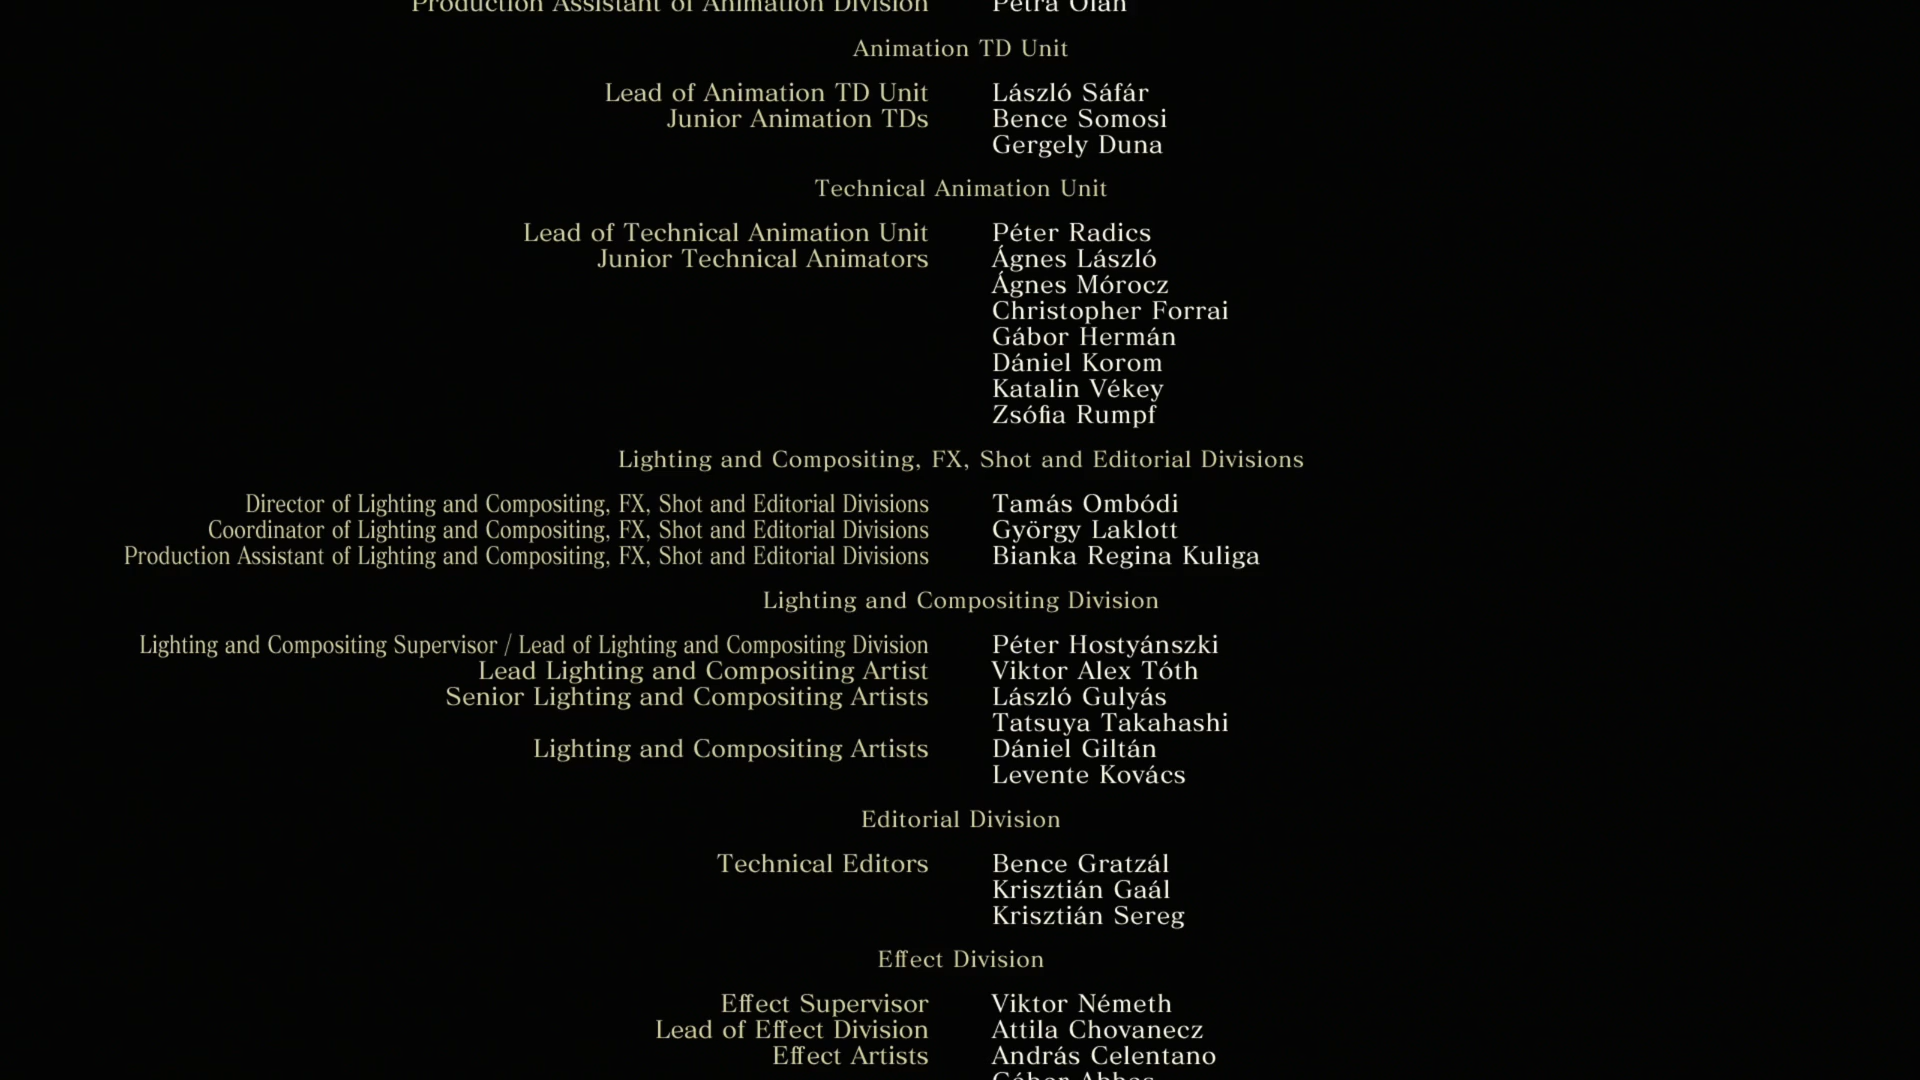 Production Assistant of Animation Division Petra Oláh
Animation TD Unit
Lead of Animation TD Unit László Sáfár
Junior Animation TDs Bence Somosi
Gergely Duna
Technical Animation Unit
Lead of Technical Animation Unit Péter Radics
Junior Technical Animators Ágnes László
Ágnes Mórocz
Christopher Forrai
Gábor Hermán
Dániel Korom
Katalin Vékey
Zsófia Rumpf
Lighting and Compositing, FX, Shot and Editorial Divisions
Director of Lighting and Compositing, FX, Shot and Editorial Divisions Tamás Ombódi
Coordinator of Lighting and Compositing, FX, Shot and Editorial Divisions György Laklott
Production Assistant of Lighting and Compositing, FX, Shot and Editorial Divisions Bianka Regina Kuliga
Lighting and Compositing Division
Lighting and Compositing Supervisor / Lead of Lighting and Compositing Division Péter Hostyánszki
Lead Lighting and Compositing Artist Viktor Alex Tóth
Senior Lighting and Compositing Artists László Gulyás
Tatsuya Takahashi
Lighting and Compositing Artists Dániel Giltán
Levente Kovács
Editorial Division
Technical Editors Bence Gratzál
Krisztián Gaál
Krisztián Sereg
Effect Division
Effect Supervisor Viktor Németh
Lead of Effect Division Attila Chovanecz
Effect Artists András Celentano
Gábor